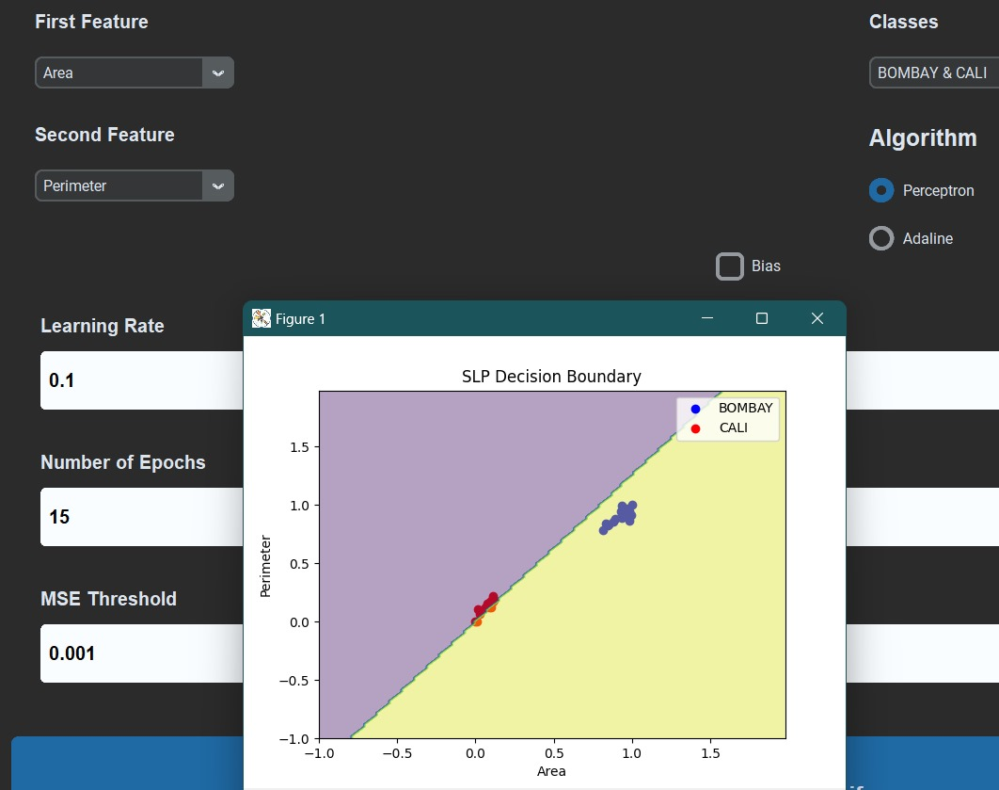 First Feature
Classes
Area
BOMBAY & CALI
Second Feature
Algorithm
Perimeter
Perceptron
Adaline
Bias
Figure 1
Learning Rate
0.1
SLP Decision Boundary
BOMBAY
CALI
1.5
1.0
0.5
0.0
−0.5
−1.0
Perimeter
−1.0 −0.5 0.0 0.5 1.0 1.5
Area
Number of Epochs
15
MSE Threshold
0.001